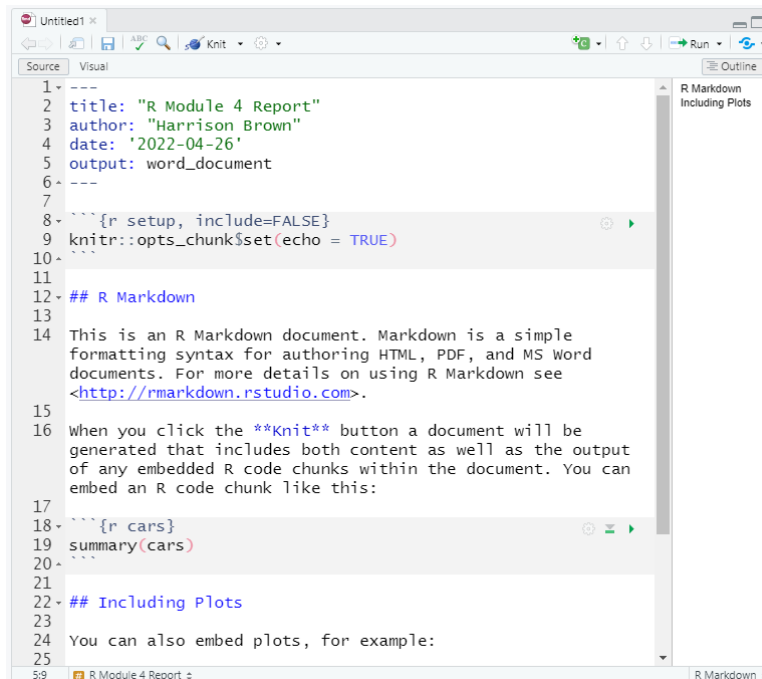 Untitled1
ABC
Knit
Run
Source Visual
Outline
R Markdown
Including Plots
1 ---
2 title: "R Module 4 Report"
3 author: "Harrison Brown"
4 date: '2022-04-26'
5 output: word_document
6 ---
7
8 ```{r setup, include=FALSE}
9 knitr::opts_chunk$set(echo = TRUE)
10 ```
11
12 ## R Markdown
13
14 This is an R Markdown document. Markdown is a simple
formatting syntax for authoring HTML, PDF, and MS Word
documents. For more details on using R Markdown see
<http://rmarkdown.rstudio.com>.
15
16 When you click the **Knit** button a document will be
generated that includes both content as well as the output
of any embedded R code chunks within the document. You can
embed an R code chunk like this:
17
18 ```{r cars}
19 summary(cars)
20 ```
21
22 ## Including Plots
23
24 You can also embed plots, for example:
25
5:9 # R Module 4 Report R Markdown